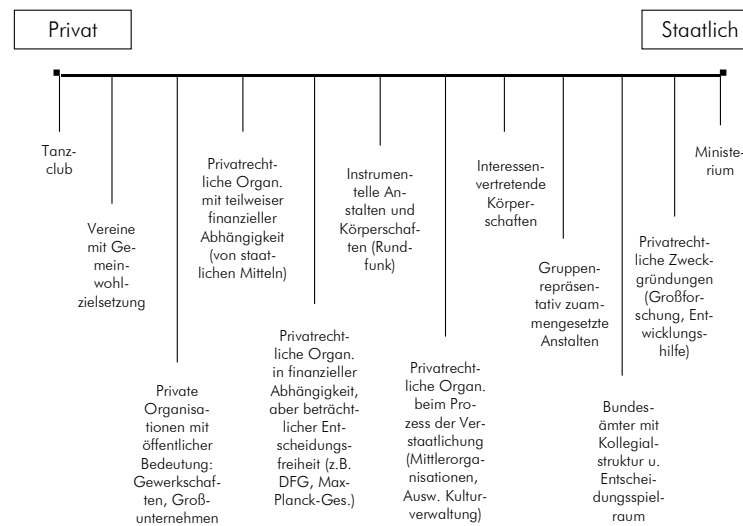 Privat
Staatlich
Tanz-
club
Vereine
mit Ge-
meinwohl-
zielsetzung
Private
Organisa-
tionen mit
öffentlicher
Bedeutung:
Gewerkschaf-
ten, Groß-
unternehmen
Privatrecht-
liche Organ.
mit teilweiser
finanzieller
Abhängigkeit
(von staat-
lichen Mitteln)
Privatrecht-
liche Organ.
in finanzieller
Abhängigkeit,
aber beträcht-
licher Ent-
scheidungs-
freiheit (z.B.
DFG, Max-
Planck-Ges.)
Instrumen-
telle An-
stalten und
Körperschaf-
ten (Rund-
funk)
Privatrecht-
liche Organ.
beim Pro-
zess der Ver-
staatlichung
(Mittlerorga-
nisationen,
Ausw. Kultur-
verwaltung)
Interessen-
vertretende
Körper-
schaften
Gruppen-
repräsen-
tativ zuam-
mengesetzte
Anstalten
Bundes-
ämter mit
Kollegial-
struktur u.
Entschei-
dungsspiel-
raum
Privatrecht-
liche Zweck-
gründungen
(Großfor-
schung, Ent-
wicklungs-
hilfe)
Ministe-
rium